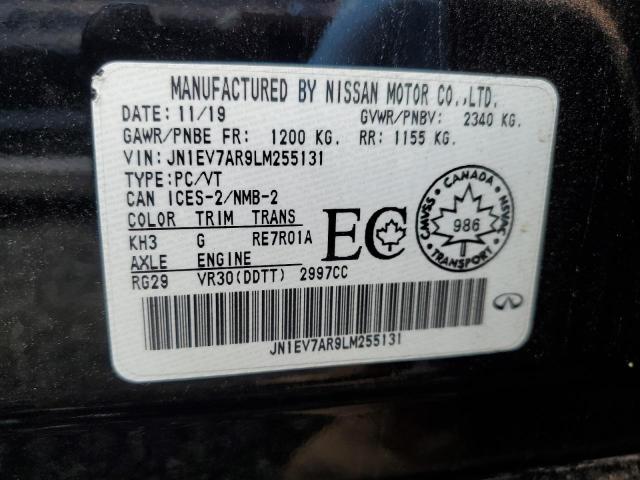 MANUFACTURED BY NISSAN MOTOR CO.,LTD.
DATE: 11/19 GVWR/PNBV: 2340 KG.
GAWR/PNBE FR: 1200 KG. RR: 1155 KG.
VIN: JN1EV7AR9LM255131
TYPE:PC/VT
CAN ICES-2/NMB-2
COLOR TRIM TRANS
KH3 G RE7R01A
AXLE ENGINE
RG29 VR30(DDTT) 2997CC
EC
CANADA
CMVSS 986 NSVAC
TRANSPORT
JN1EV7AR9LM255131